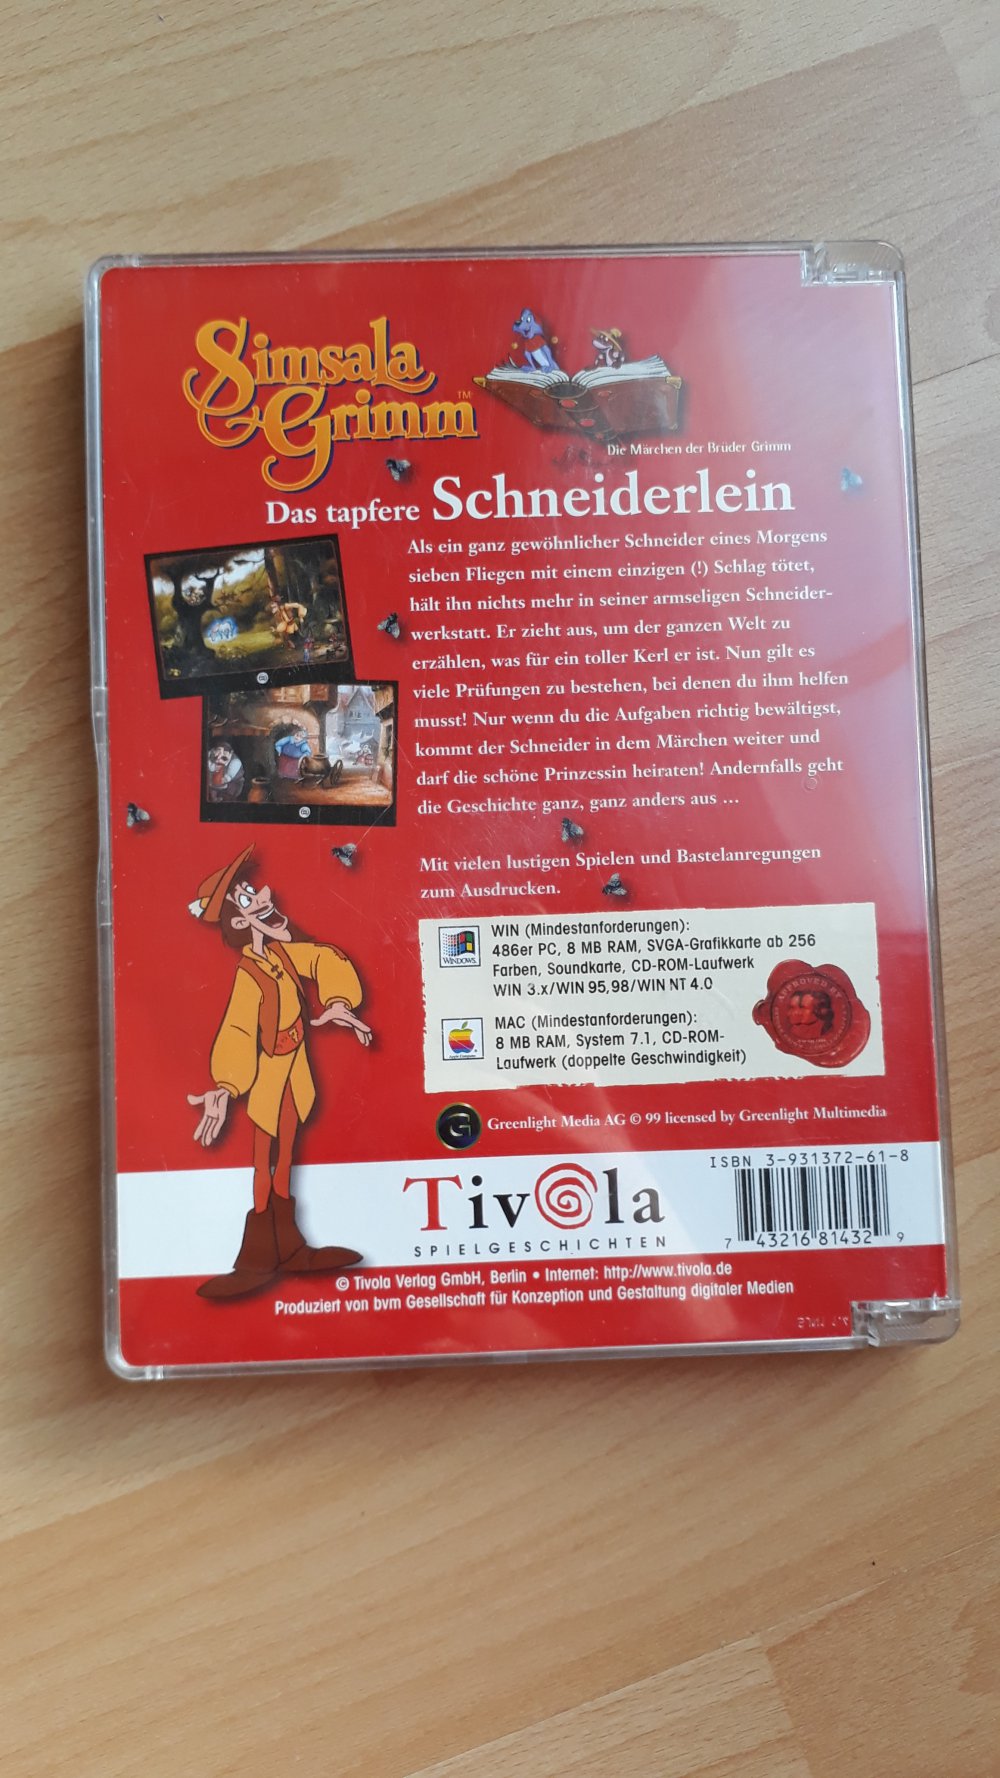 Simsala
Grimm™
Die Märchen der Brüder Grimm
Das tapfere Schneiderlein
Als ein ganz gewöhnlicher Schneider eines Morgens
sieben Fliegen mit einem einzigen (!) Schlag tötet,
hält ihn nichts mehr in seiner armseligen Schneider-
werkstatt. Er zieht aus, um der ganzen Welt zu
erzählen, was für ein toller Kerl er ist. Nun gilt es
viele Prüfungen zu bestehen, bei denen du ihm helfen
musst! Nur wenn du die Aufgaben richtig bewältigst,
kommt der Schneider in dem Märchen weiter und
darf die schöne Prinzessin heiraten! Andernfalls geht
die Geschichte ganz, ganz anders aus ...
Mit vielen lustigen Spielen und Bastelanregungen
zum Ausdrucken.
WIN (Mindestanforderungen):
486er PC, 8 MB RAM, SVGA-Grafikkarte ab 256
Farben, Soundkarte, CD-ROM-Laufwerk
WIN 3.x/WIN 95,98/WIN NT 4.0
WINDOWS
MAC (Mindestanforderungen):
8 MB RAM, System 7.1, CD-ROM-
Laufwerk (doppelte Geschwindigkeit)
Apple Computer
APPROVED BY
7
G
Greenlight Media AG © 99 licensed by Greenlight Multimedia
ISBN 3-931372-61-8
Tivola
SPIELGESCHICHTEN
7 43216 81432 9
© Tivola Verlag GmbH, Berlin • Internet: http://www.tivola.de
Produziert von bvm Gesellschaft für Konzeption und Gestaltung digitaler Medien